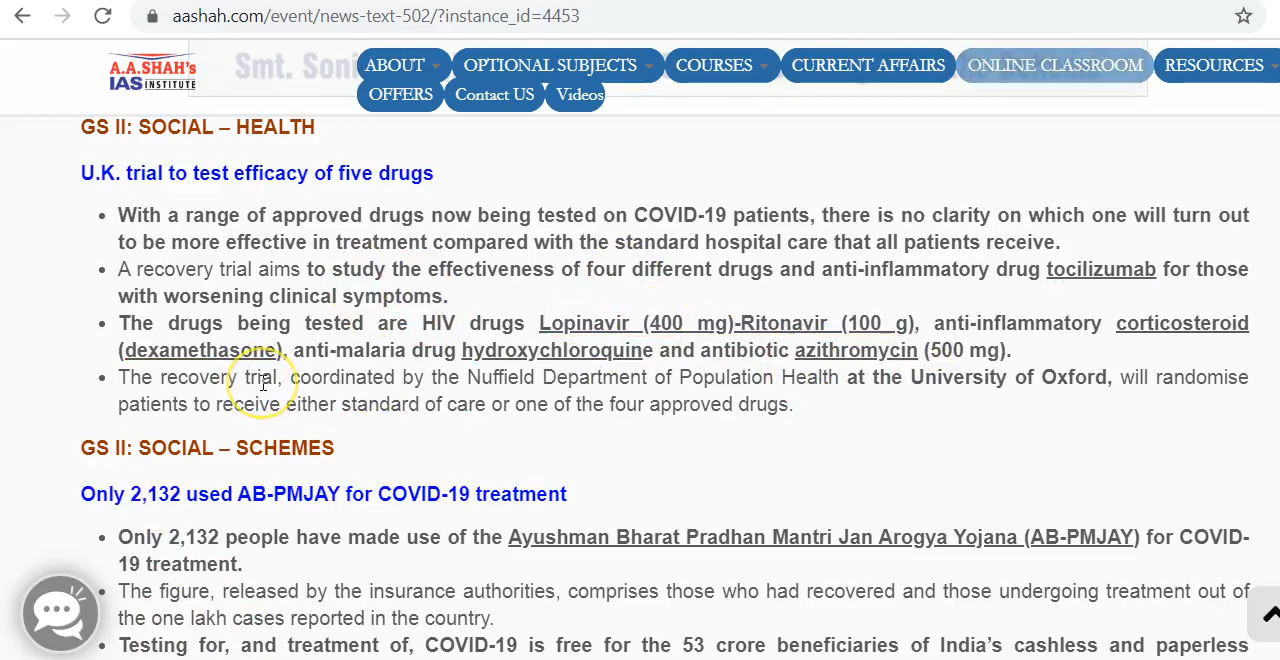 aashah.com/event/news-text-502/?instance_id=4453
A.A.SHAH's
IAS INSTITUTE
Smt. Soni
ABOUT
OPTIONAL SUBJECTS
COURSES
CURRENT AFFAIRS
ONLINE CLASSROOM
RESOURCES
OFFERS
Contact US
Videos
GS II: SOCIAL – HEALTH
U.K. trial to test efficacy of five drugs
• With a range of approved drugs now being tested on COVID-19 patients, there is no clarity on which one will turn out
to be more effective in treatment compared with the standard hospital care that all patients receive.
• A recovery trial aims to study the effectiveness of four different drugs and anti-inflammatory drug tocilizumab for those
with worsening clinical symptoms.
• The drugs being tested are HIV drugs Lopinavir (400 mg)-Ritonavir (100 g), anti-inflammatory corticosteroid
(dexamethasone), anti-malaria drug hydroxychloroquine and antibiotic azithromycin (500 mg).
• The recovery trial, coordinated by the Nuffield Department of Population Health at the University of Oxford, will randomise
patients to receive either standard of care or one of the four approved drugs.
GS II: SOCIAL – SCHEMES
Only 2,132 used AB-PMJAY for COVID-19 treatment
• Only 2,132 people have made use of the Ayushman Bharat Pradhan Mantri Jan Arogya Yojana (AB-PMJAY) for COVID-
19 treatment.
• The figure, released by the insurance authorities, comprises those who had recovered and those undergoing treatment out of
the one lakh cases reported in the country.
• Testing for, and treatment of, COVID-19 is free for the 53 crore beneficiaries of India's cashless and paperless